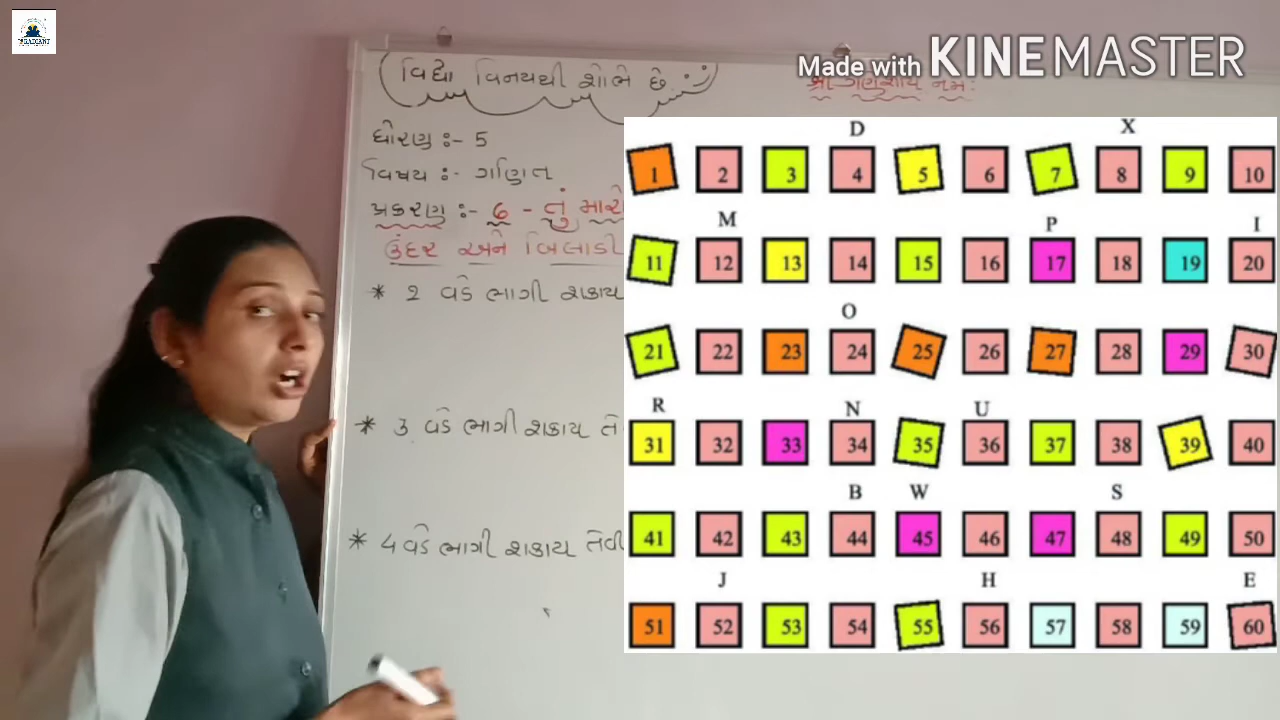 વિદ્યા વિનયથી શોભે છે.
Made with KINEMASTER
શ્રી ગણેશાય નમઃ
ધોરણ :- 5
વિષય :- ગણિત
પ્રકરણ :- ૬ - તું મારો
ઉંદર અને બિલાડી
* 2 વડે ભાગી શકાય
* 3 વડે ભાગી શકાય તે
* 4 વડે ભાગી શકાય તેવી
D X
1 2 3 4 5 6 7 8 9 10
M P I
11 12 13 14 15 16 17 18 19 20
O
21 22 23 24 25 26 27 28 29 30
R N U
31 32 33 34 35 36 37 38 39 40
B W S
41 42 43 44 45 46 47 48 49 50
J H E
51 52 53 54 55 56 57 58 59 60